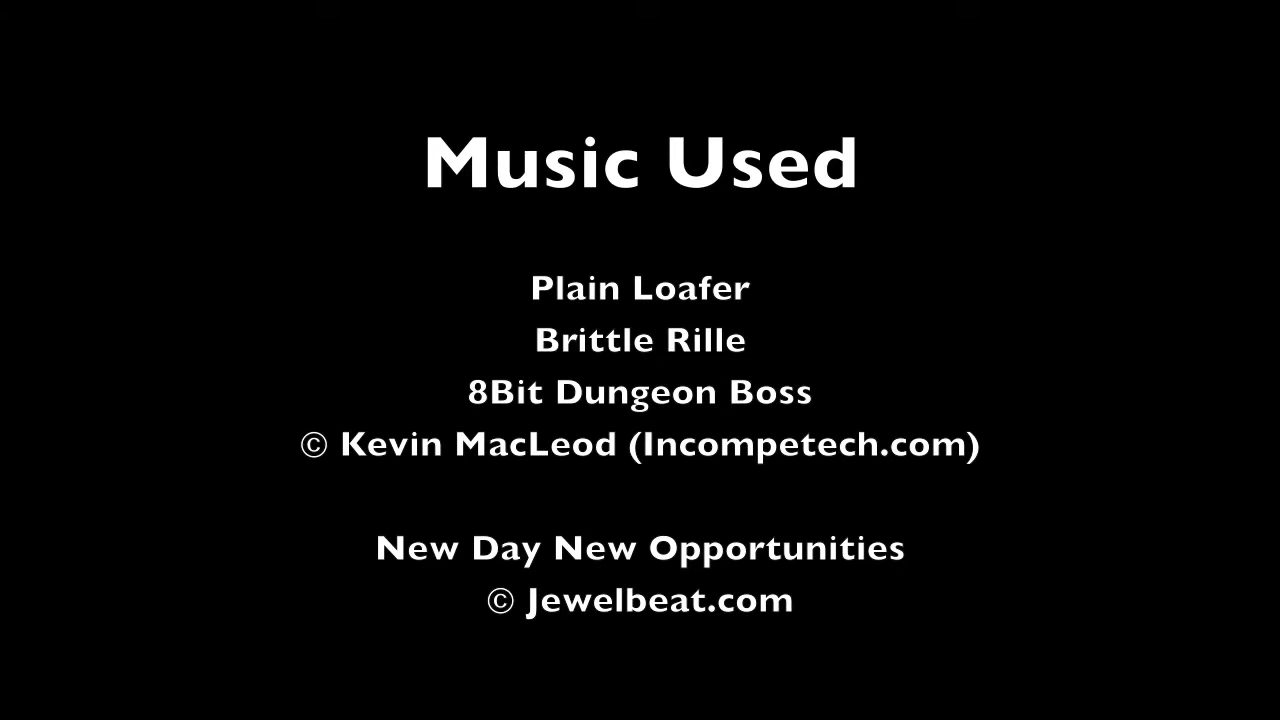 Music Used
Plain Loafer
Brittle Rille
8Bit Dungeon Boss
© Kevin MacLeod (Incompetech.com)
New Day New Opportunities
© Jewelbeat.com